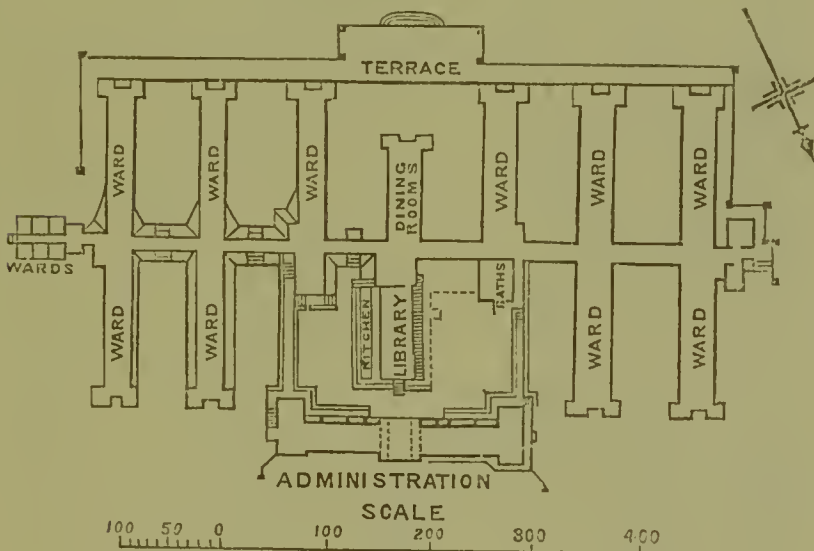 TERRACE
WARD
WARD
WARD
DINING
ROOMS
WARD
WARD
WARD
WARDS
WARD
WARD
KITCHEN
LIBRARY
BATHS
WARD
WARD
ADMINISTRATION
SCALE
100 50 0 100 200 300 400